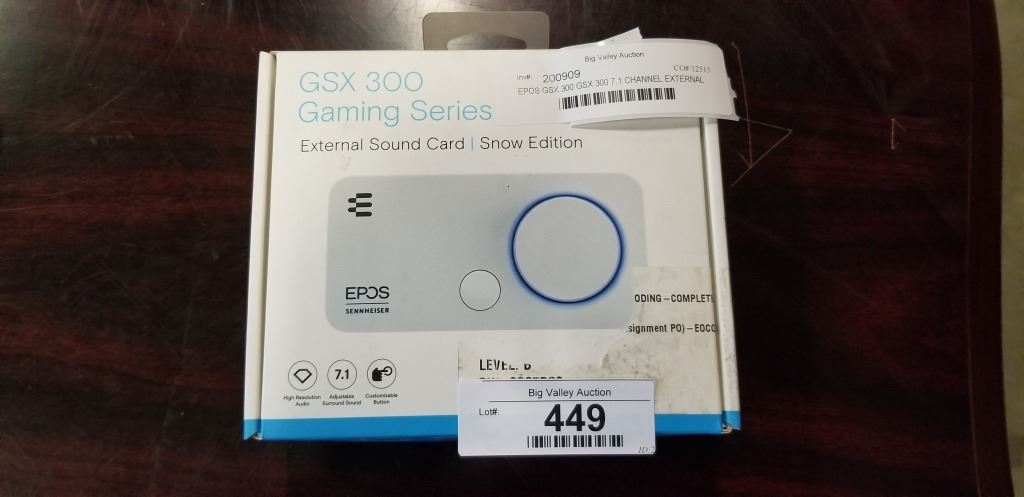 GSX 300
Gaming Series
External Sound Card | Snow Edition
Big Valley Auction
Inv#: 200909
CO#:12515
EPOS GSX 300 GSX 300 7.1 CHANNEL EXTERNAL
EPOS
SENNHEISER
ODING – COMPLETE
signment PO) – EOCO
LEVEL: D
7.1
High Resolution
Audio
Adjustable
Surround Sound
Customizable
Button
Big Valley Auction
Lot#: 449